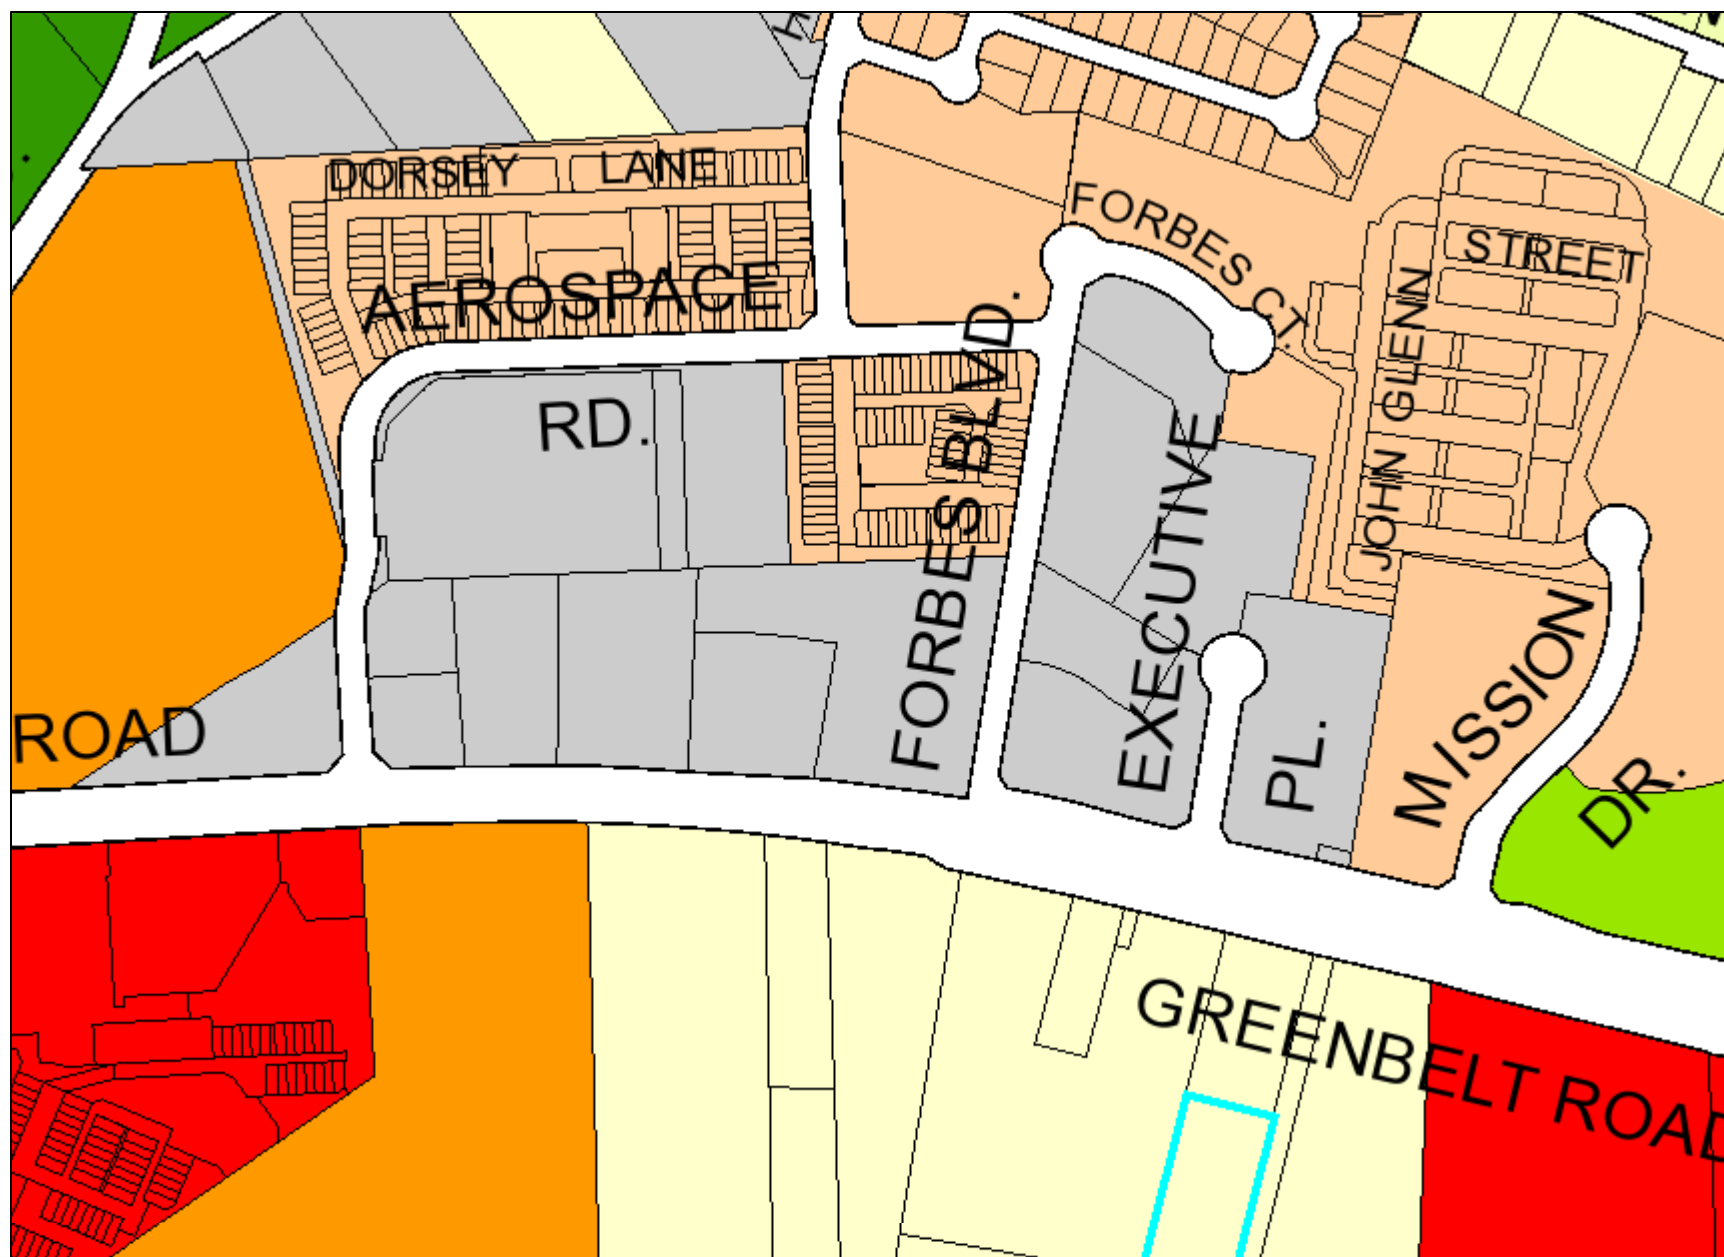 DORSEY LANE
FORBES CT.
STREET
AEROSPACE
RD.
FORBES BLVD.
JOHN GLENN
EXECUTIVE
PL.
MISSION
DR.
ROAD
GREENBELT ROAD